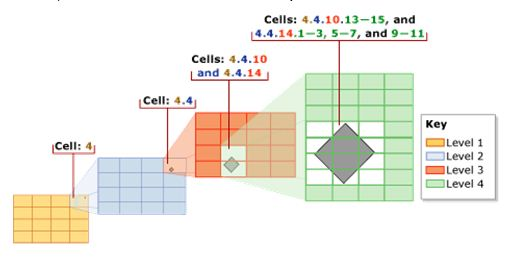 Cells: 4.4.10.13—15, and
4.4.14.1—3, 5—7, and 9—11
Cells: 4.4.10
and 4.4.14
Cell: 4.4
Cell: 4
Key
Level 1
Level 2
Level 3
Level 4